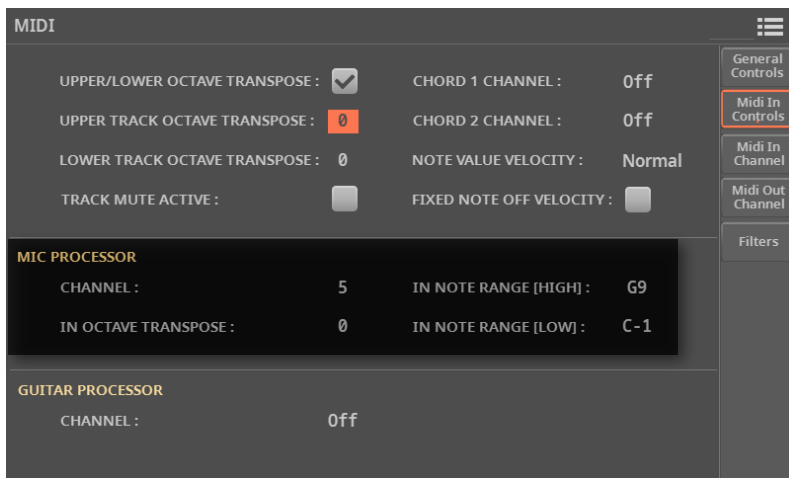 MIDI
UPPER/LOWER OCTAVE TRANSPOSE :
CHORD 1 CHANNEL : Off
UPPER TRACK OCTAVE TRANSPOSE : 0
CHORD 2 CHANNEL : Off
LOWER TRACK OCTAVE TRANSPOSE : 0
NOTE VALUE VELOCITY : Normal
TRACK MUTE ACTIVE :
FIXED NOTE OFF VELOCITY :
MIC PROCESSOR
CHANNEL : 5
IN NOTE RANGE [HIGH] : G9
IN OCTAVE TRANSPOSE : 0
IN NOTE RANGE [LOW] : C-1
GUITAR PROCESSOR
CHANNEL : Off
General
Controls
Midi In
Controls
Midi In
Channel
Midi Out
Channel
Filters